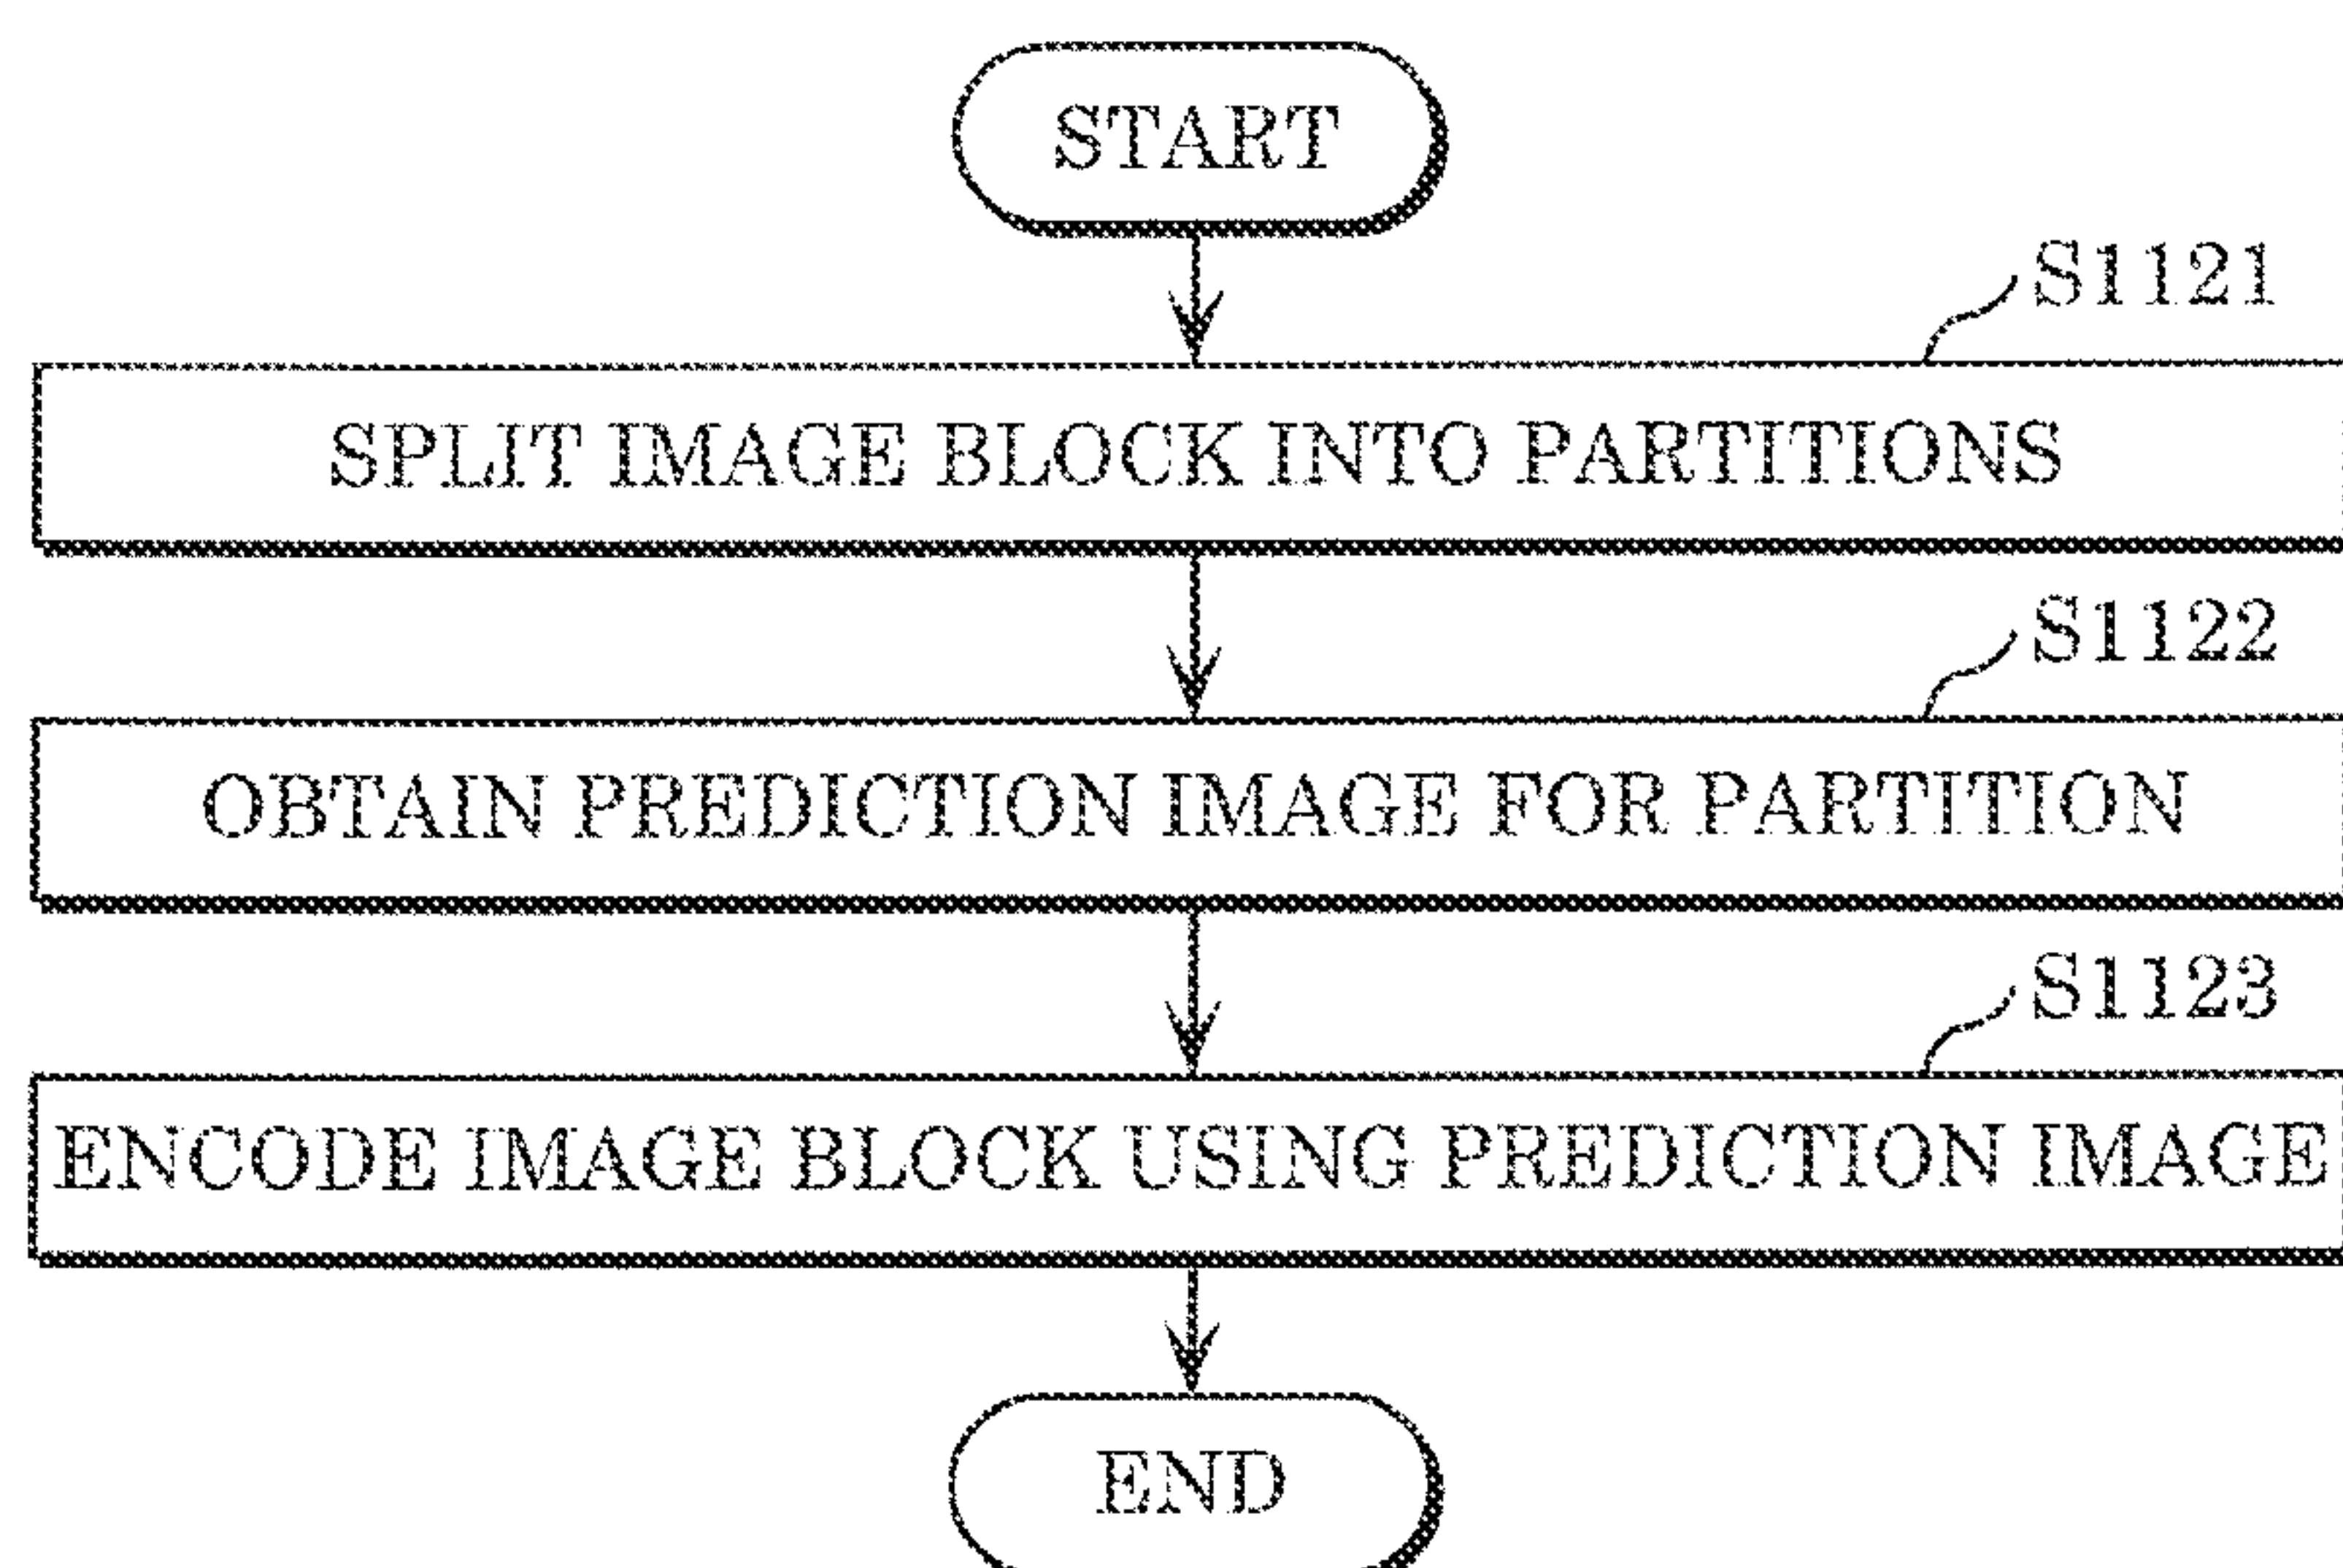 START
S1121
SPLIT IMAGE BLOCK INTO PARTITIONS
S1122
OBTAIN PREDICTION IMAGE FOR PARTITION
S1123
ENCODE IMAGE BLOCK USING PREDICTION IMAGE
END